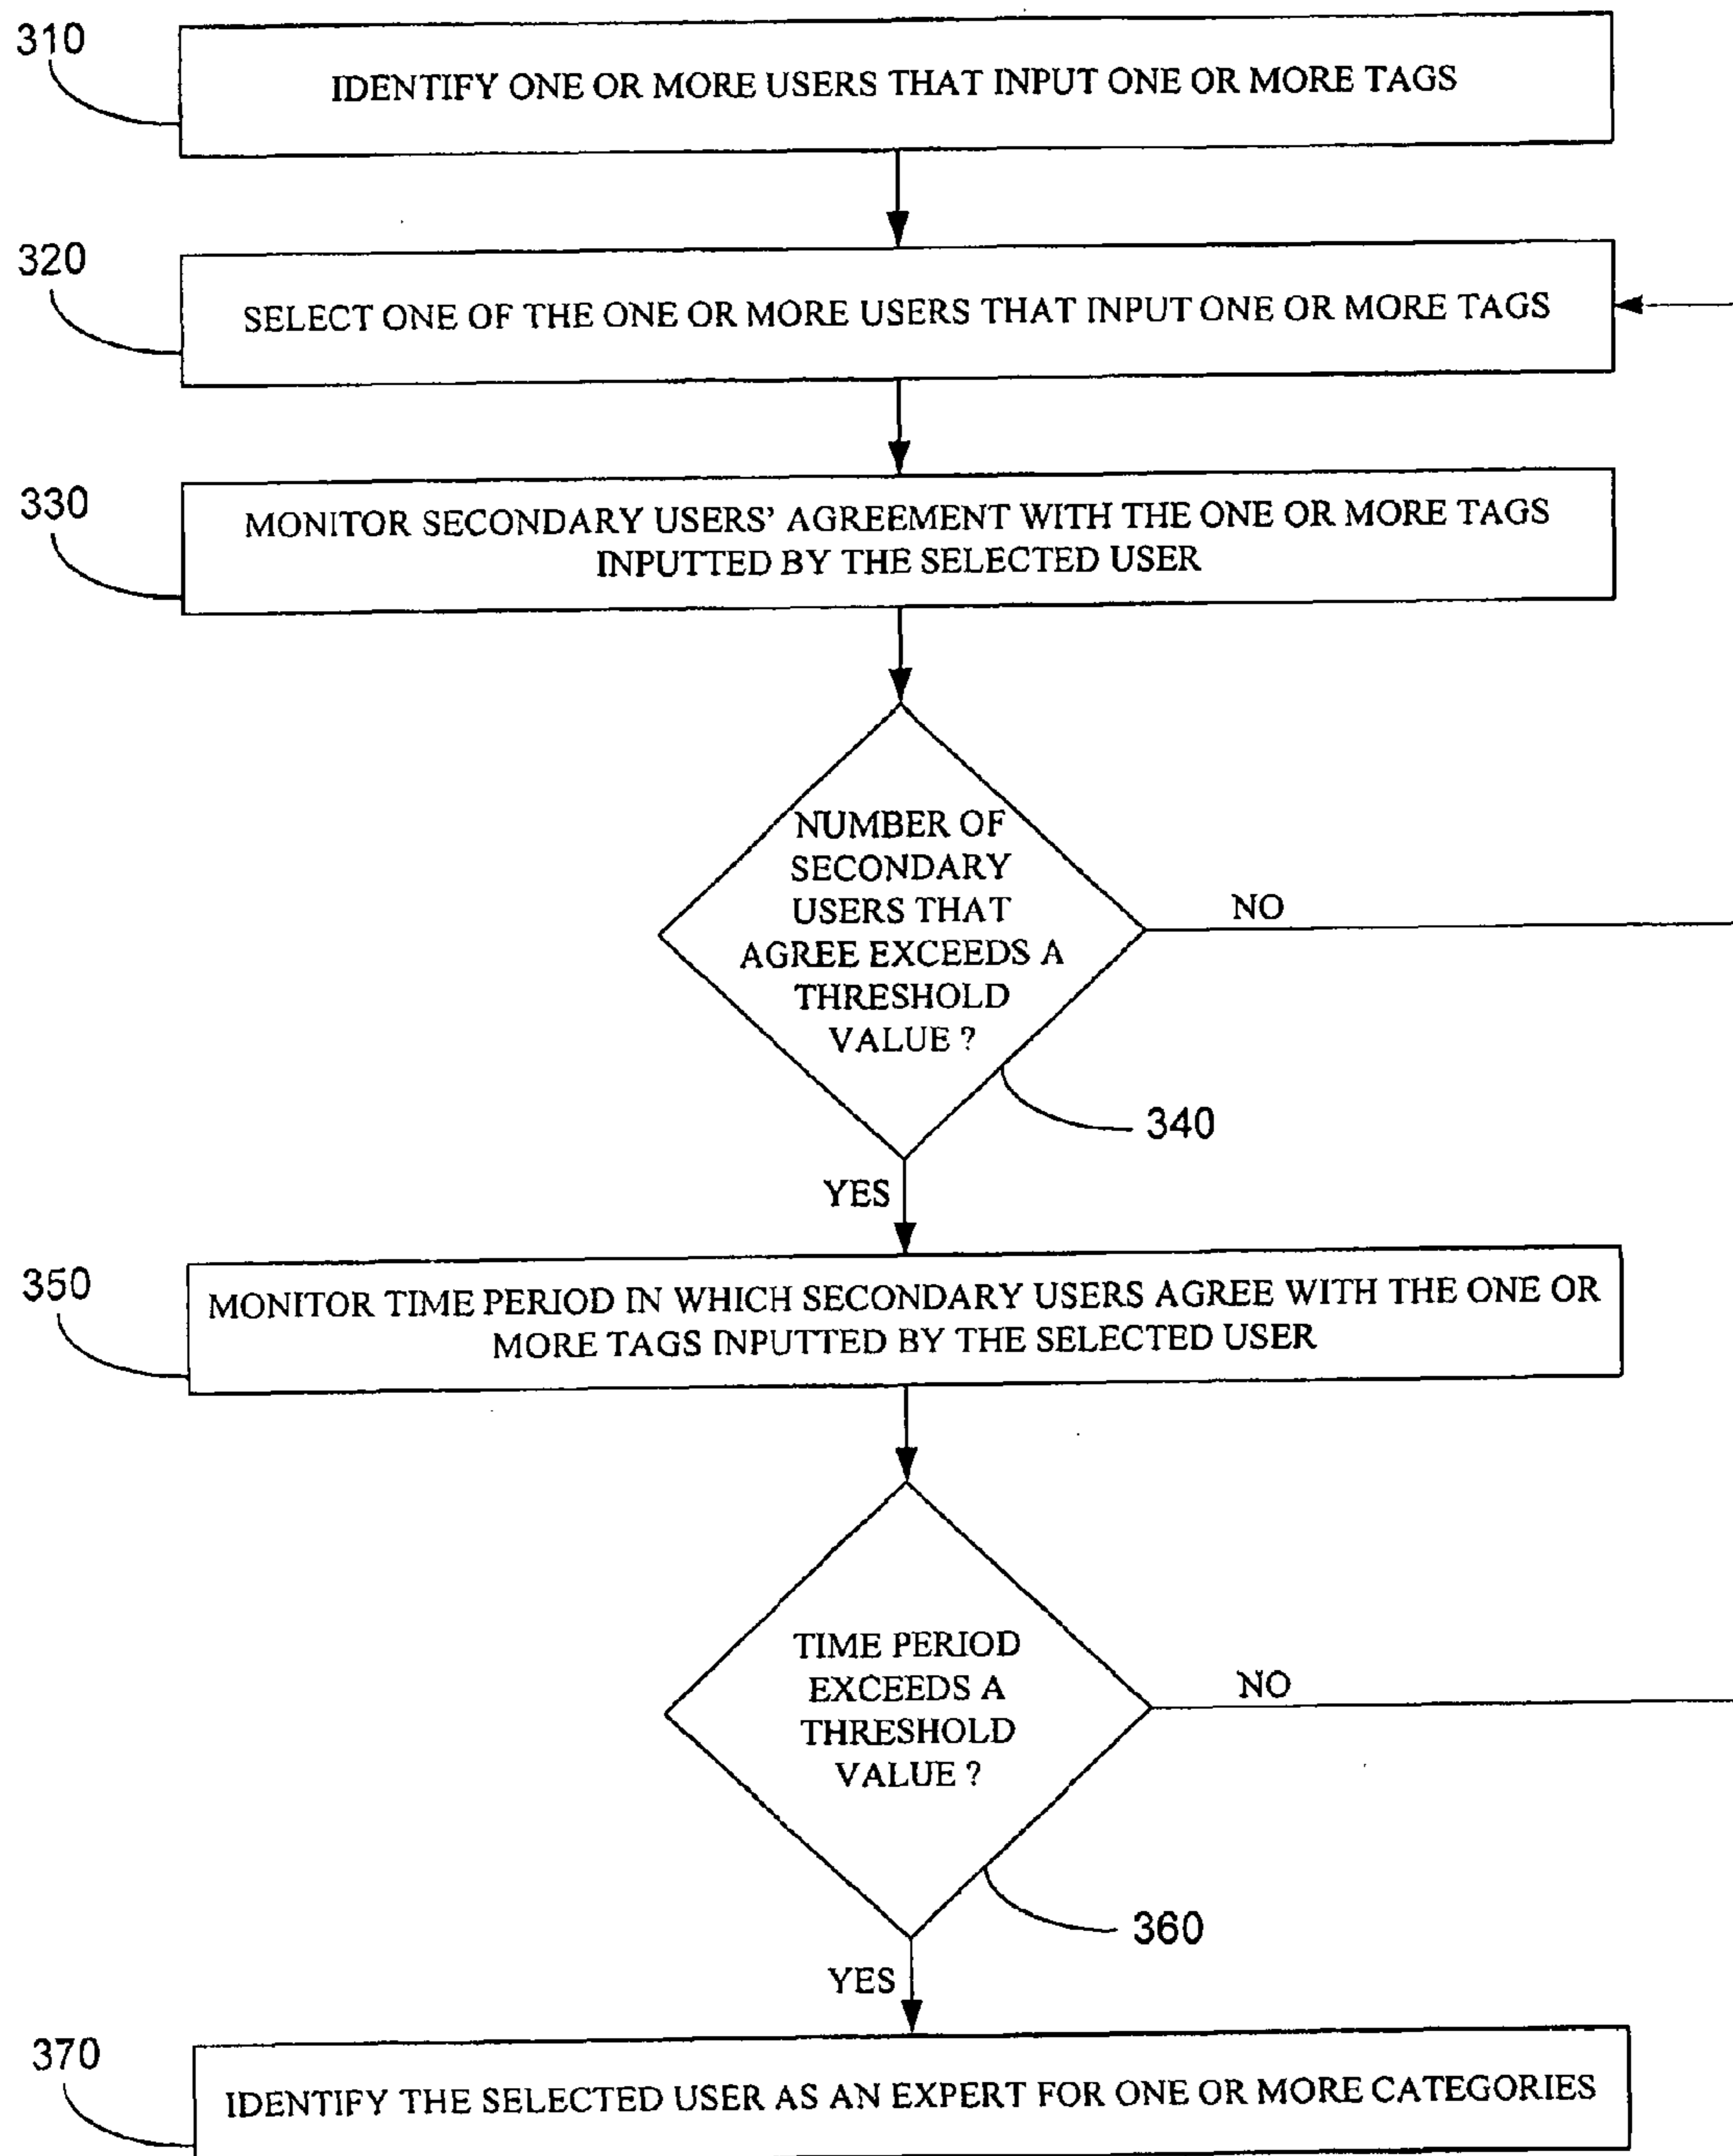 310
IDENTIFY ONE OR MORE USERS THAT INPUT ONE OR MORE TAGS
320
SELECT ONE OF THE ONE OR MORE USERS THAT INPUT ONE OR MORE TAGS
330
MONITOR SECONDARY USERS' AGREEMENT WITH THE ONE OR MORE TAGS
INPUTTED BY THE SELECTED USER
NUMBER OF
SECONDARY
USERS THAT
AGREE EXCEEDS A
THRESHOLD
VALUE ?
NO
340
YES
350
MONITOR TIME PERIOD IN WHICH SECONDARY USERS AGREE WITH THE ONE OR
MORE TAGS INPUTTED BY THE SELECTED USER
TIME PERIOD
EXCEEDS A
THRESHOLD
VALUE ?
NO
360
YES
370
IDENTIFY THE SELECTED USER AS AN EXPERT FOR ONE OR MORE CATEGORIES